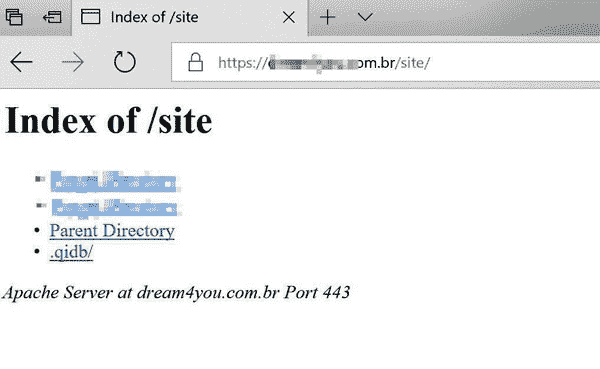 Index of /site
https:// om.br/site/
Index of /site
Parent Directory
.qidb/
Apache Server at dream4you.com.br Port 443